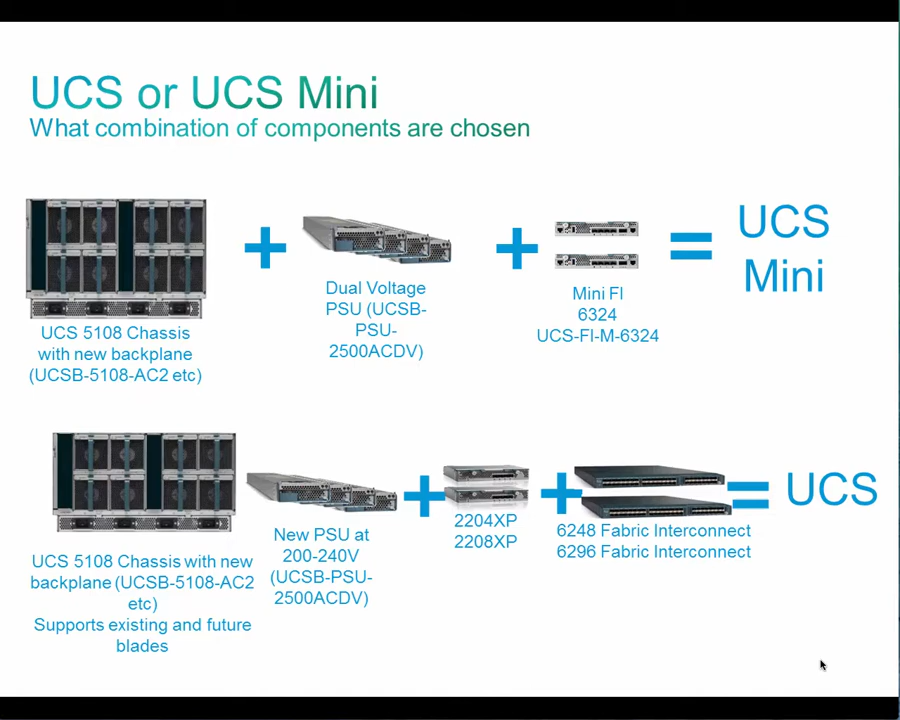 UCS or UCS Mini
What combination of components are chosen
UCS 5108 Chassis
with new backplane
(UCSB-5108-AC2 etc)
+
Dual Voltage
PSU (UCSB-
PSU-
2500ACDV)
+
Mini FI
6324
UCS-FI-M-6324
=
UCS
Mini
UCS 5108 Chassis with new
backplane (UCSB-5108-AC2
etc)
Supports existing and future
blades
New PSU at
200-240V
(UCSB-PSU-
2500ACDV)
+
2204XP
2208XP
+
6248 Fabric Interconnect
6296 Fabric Interconnect
=
UCS